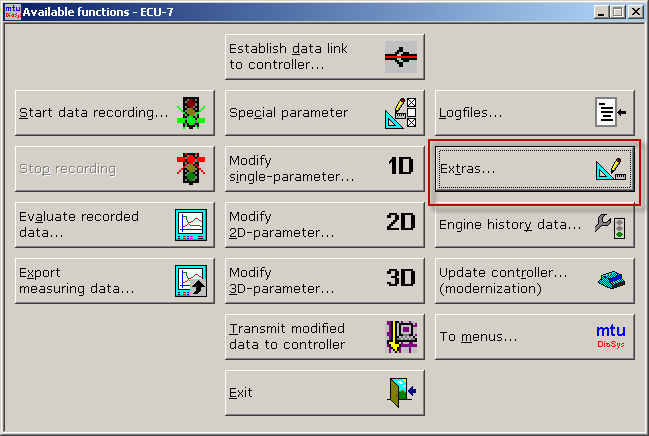 mtu
DiaSys
Available functions - ECU-7
Establish data link
to controller...
Start data recording...
Special parameter
Logfiles...
Stop recording
Modify
single-parameter...
1D
Extras...
Evaluate recorded
data...
Modify
2D-parameter...
2D
Engine history data...
Export
measuring data...
Modify
3D-parameter...
3D
Update controller...
(modernization)
Transmit modified
data to controller
To menus...
mtu
DiaSys
Exit